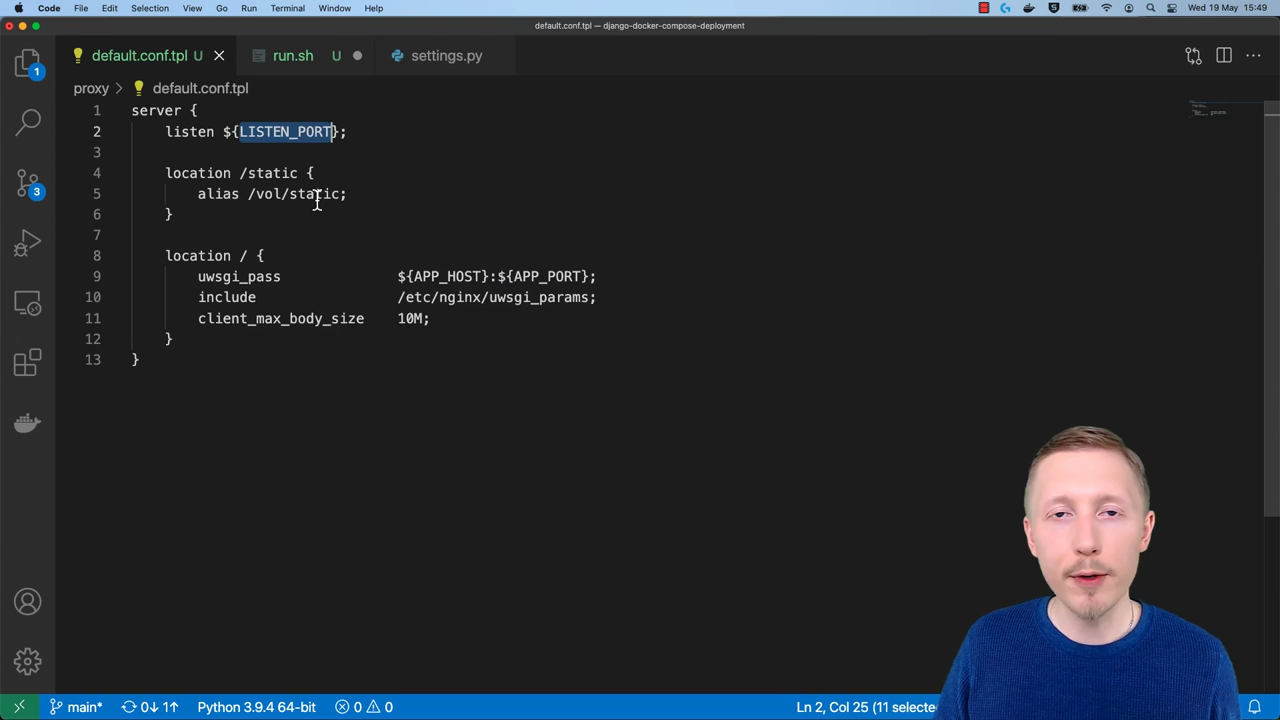 Code File Edit Selection View Go Run Terminal Window Help Wed 19 May 15:49
default.conf.tpl — django-docker-compose-deployment
default.conf.tpl U run.sh U settings.py
proxy > default.conf.tpl
1 server {
2 listen ${LISTEN_PORT};
3
4 location /static {
5 alias /vol/static;
6 }
7
8 location / {
9 uwsgi_pass ${APP_HOST}:${APP_PORT};
10 include /etc/nginx/uwsgi_params;
11 client_max_body_size 10M;
12 }
13 }
1
3
main* 0↓ 1↑ Python 3.9.4 64-bit 0 0 Ln 2, Col 25 (11 selecte